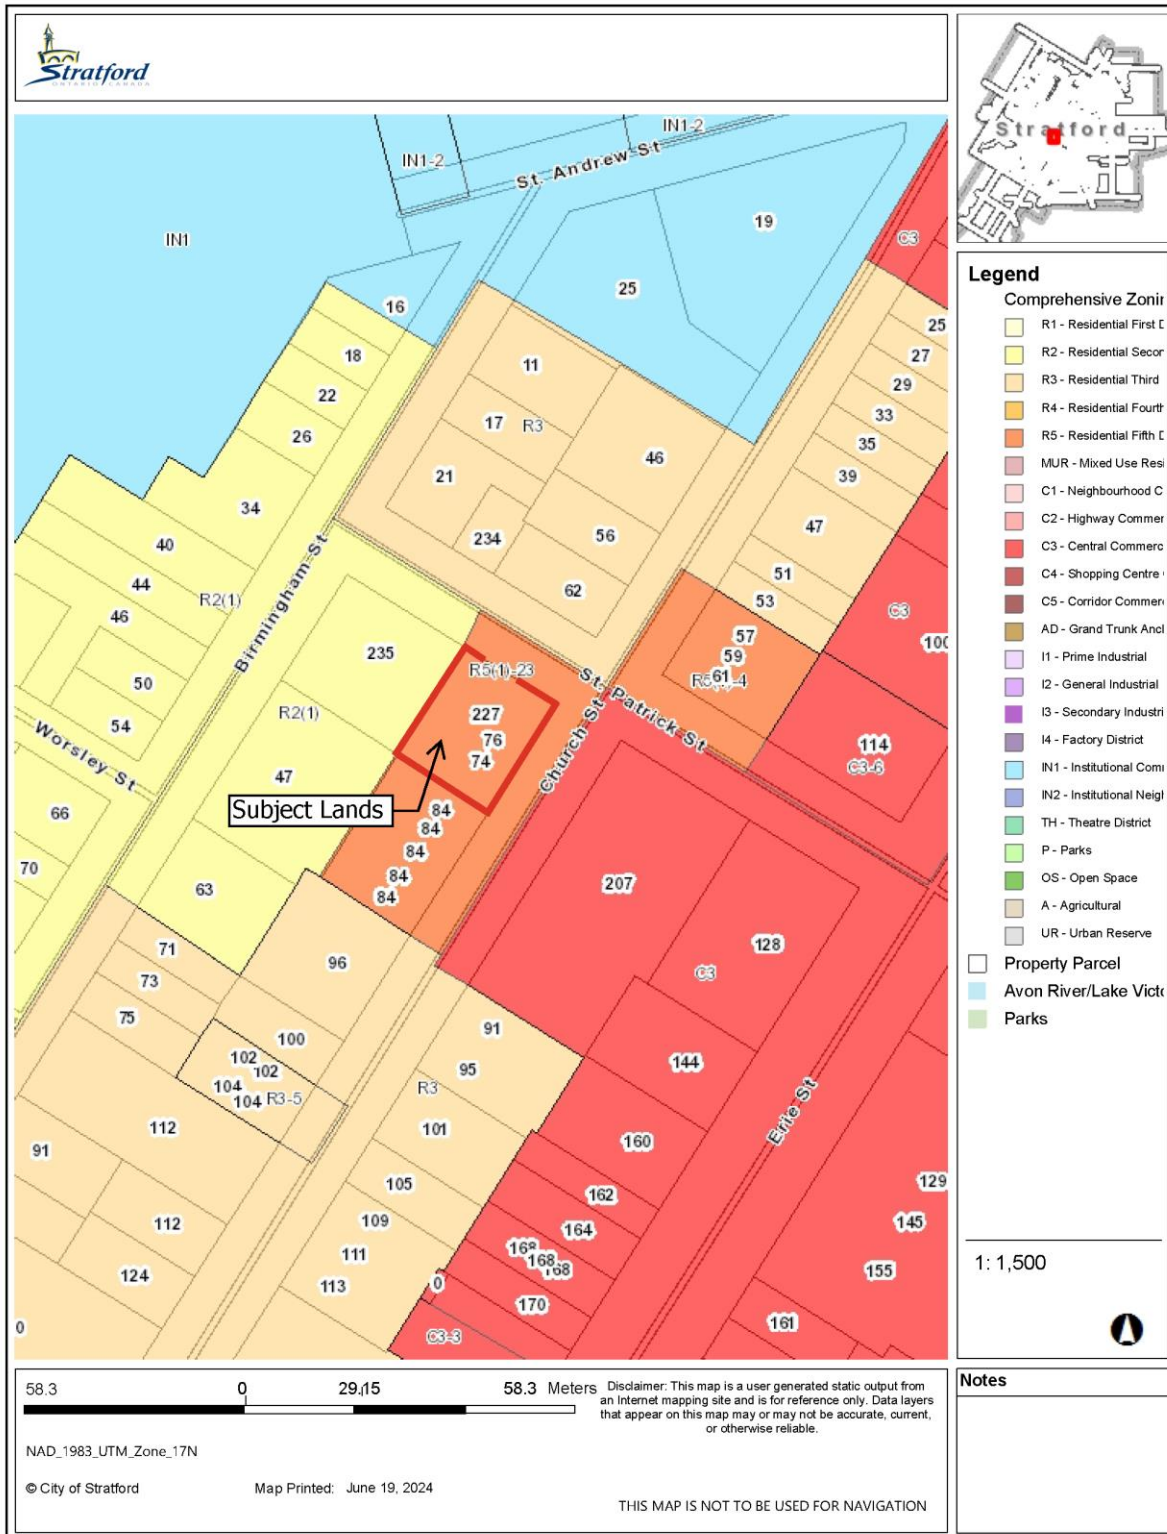 Stratford
ONTARIO CANADA
Stratford
IN1-2
IN1-2
St. Andrew St
IN1
19
C3
25
16
25
18
27
11
29
22
17
R3
33
26
35
46
21
39
34
47
234
56
40
44
51
62
R2(1)
46
53
C3
Birmingham St
57
100
235
59
R5(1)-23
61
50
St. Patrick St
R2(1)
227
54
76
Church St
114
Worsley St
74
C3-6
47
Subject Lands
84
66
84
84
70
84
207
63
84
128
71
96
C3
73
75
91
100
102
102
144
95
104
R3
104
R3-5
112
101
Erie St
160
91
105
129
162
109
145
112
164
111
168
168
168
155
124
113
0
170
161
0
C3-3
Legend
Comprehensive Zonin
R1 - Residential First D
R2 - Residential Secon
R3 - Residential Third
R4 - Residential Fourth
R5 - Residential Fifth D
MUR - Mixed Use Resi
C1 - Neighbourhood C
C2 - Highway Commer
C3 - Central Commerc
C4 - Shopping Centre
C5 - Corridor Commer
AD - Grand Trunk Anch
I1 - Prime Industrial
I2 - General Industrial
I3 - Secondary Industri
I4 - Factory District
IN1 - Institutional Com
IN2 - Institutional Neigh
TH - Theatre District
P - Parks
OS - Open Space
A - Agricultural
UR - Urban Reserve
Property Parcel
Avon River/Lake Victo
Parks
1: 1,500
58.3
0
29.15
58.3 Meters
NAD_1983_UTM_Zone_17N
© City of Stratford
Map Printed: June 19, 2024
Disclaimer: This map is a user generated static output from
an Internet mapping site and is for reference only. Data layers
that appear on this map may or may not be accurate, current,
or otherwise reliable.
THIS MAP IS NOT TO BE USED FOR NAVIGATION
Notes